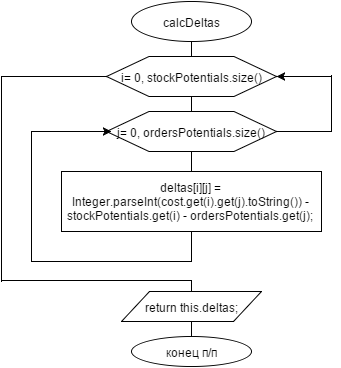 calcDeltas
i= 0, stockPotentials.size()
j= 0, ordersPotentials.size()
deltas[i][j] =
Integer.parseInt(cost.get(i).get(j).toString()) -
stockPotentials.get(i) - ordersPotentials.get(j);
return this.deltas;
конец п/п